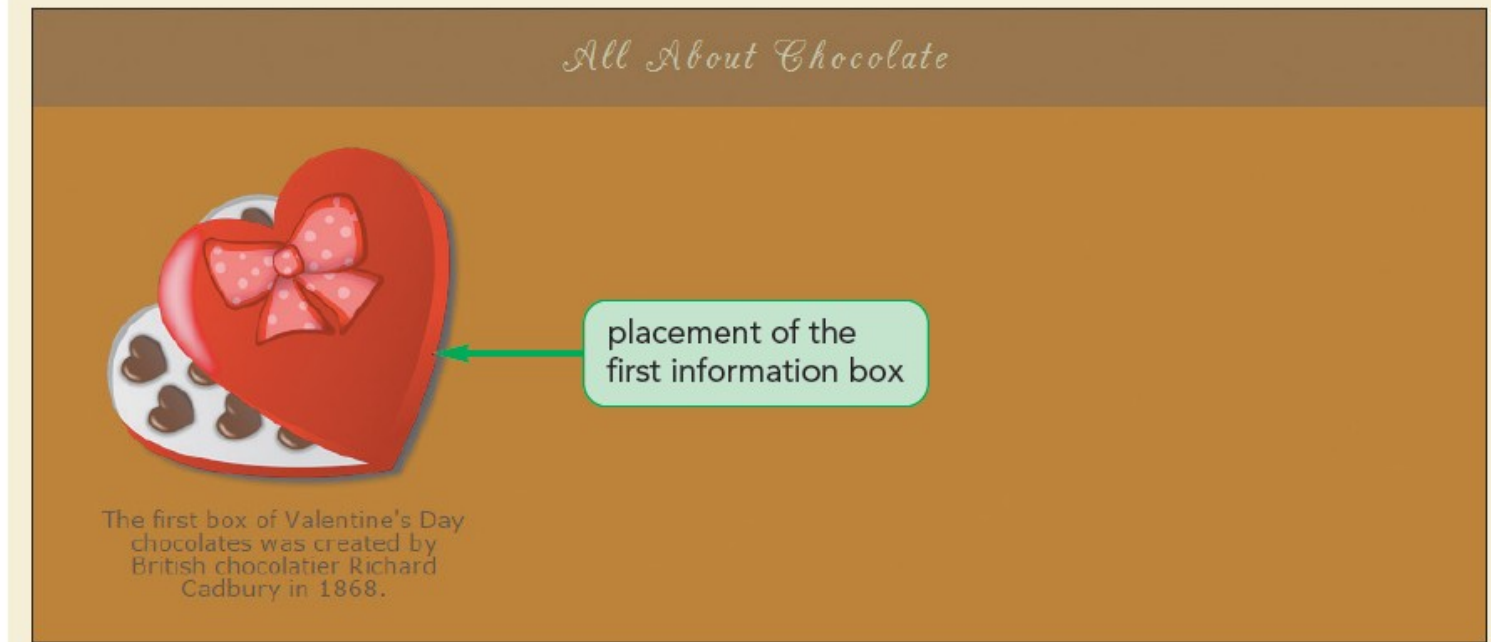 All About Chocolate
placement of the
first information box
The first box of Valentine's Day
chocolates was created by
British chocolatier Richard
Cadbury in 1868.